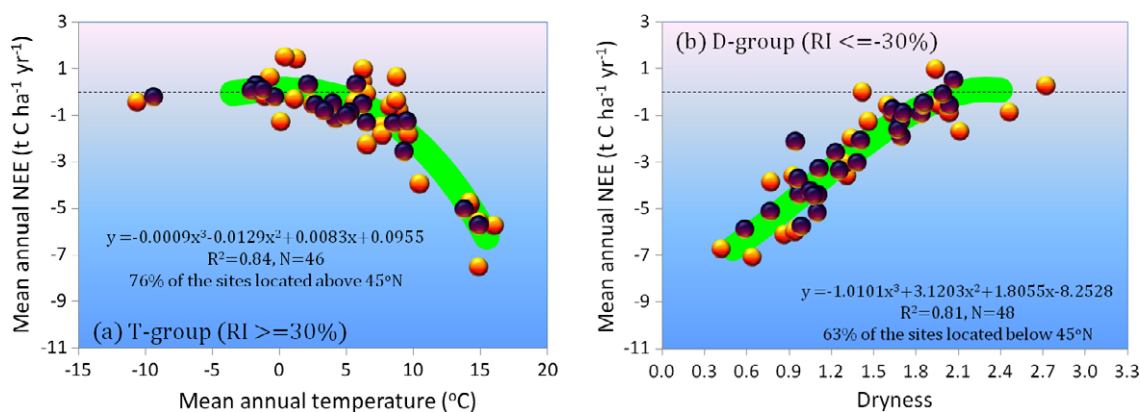 3
1
-1
-3
-5
-7
-9
-11
Mean annual NEE (t C ha⁻¹ yr⁻¹)
y =-0.0009x³-0.0129x²+0.0083x+0.0955
R²=0.84, N=46
76% of the sites located above 45°N
(a) T-group (RI >=30%)
-15 -10 -5 0 5 10 15 20
Mean annual temperature (°C)
3
1
-1
-3
-5
-7
-9
-11
Mean annual NEE (t C ha⁻¹ yr⁻¹)
(b) D-group (RI <=-30%)
y =-1.0101x³+3.1203x²+1.8055x-8.2528
R²=0.81, N=48
63% of the sites located below 45°N
0.0 0.3 0.6 0.9 1.2 1.5 1.8 2.1 2.4 2.7 3.0 3.3
Dryness